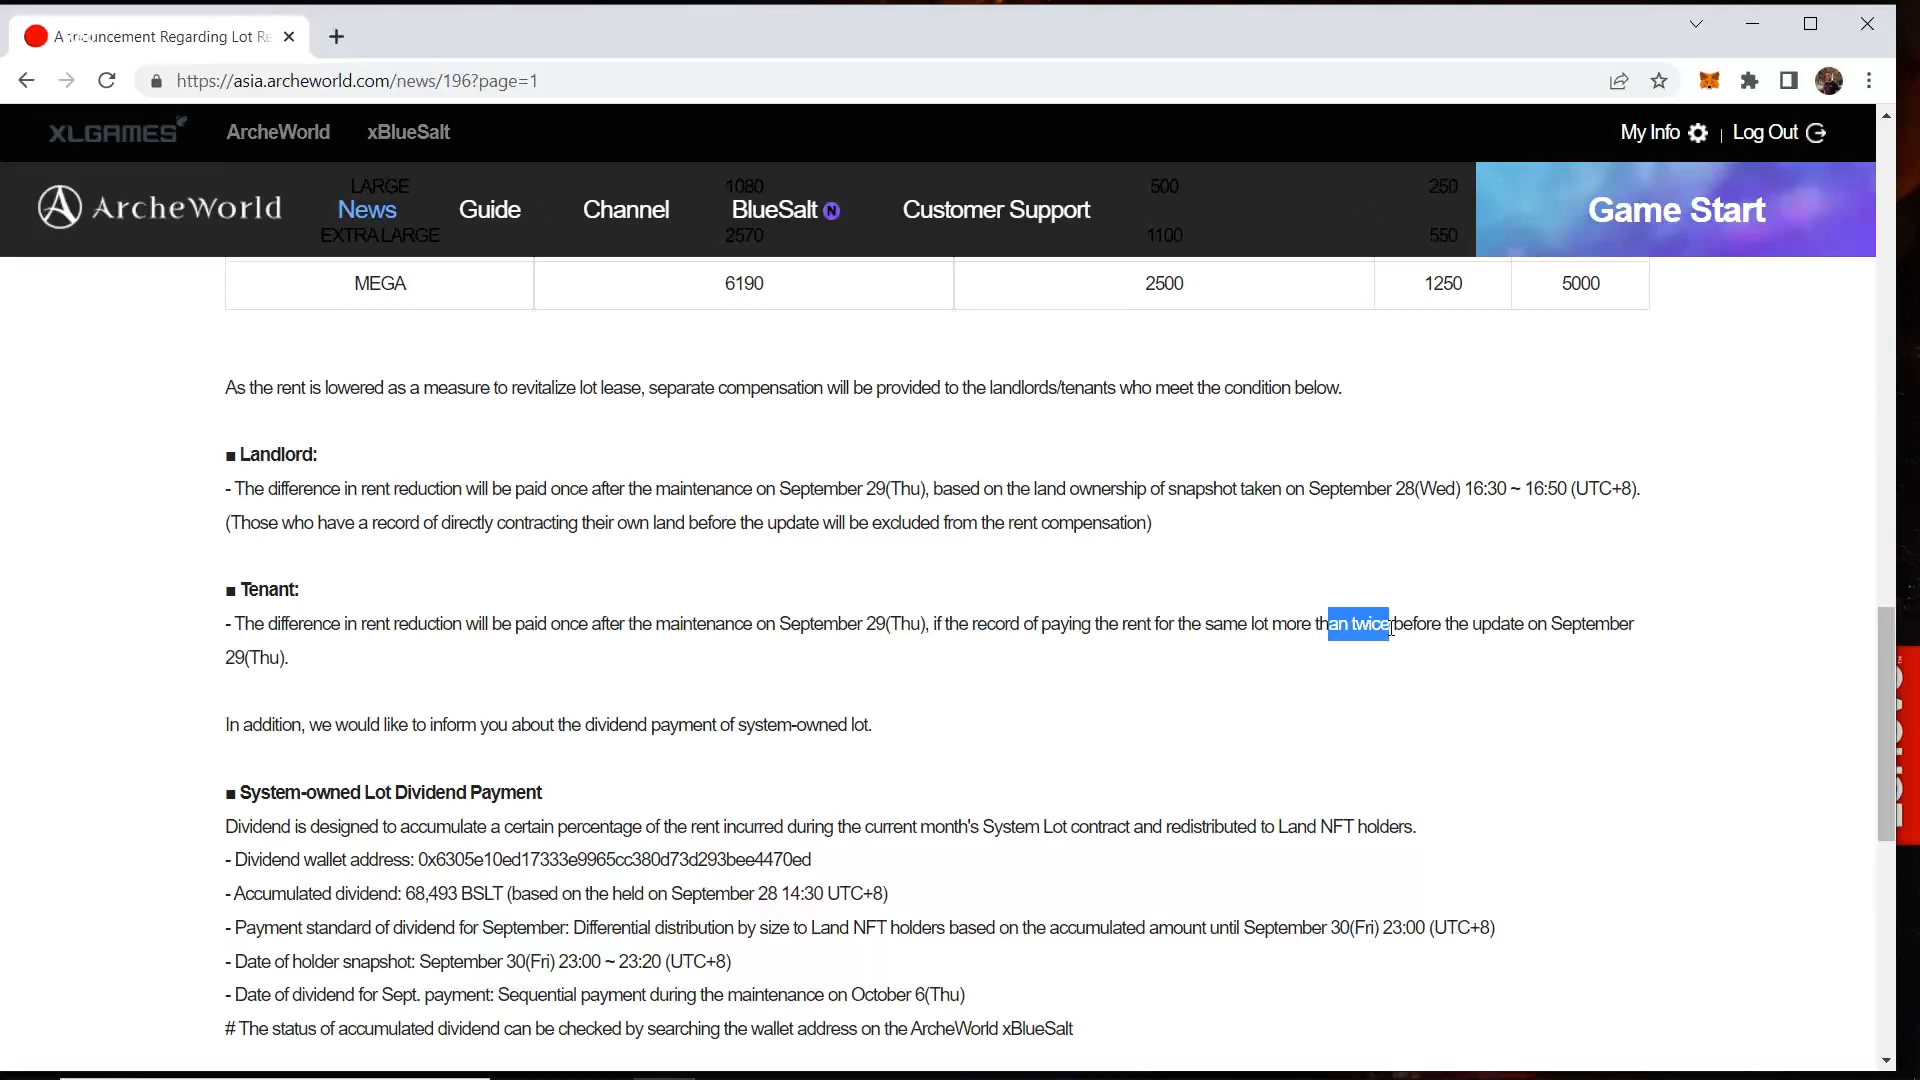 Announcement Regarding Lot Re
https://asia.archeworld.com/news/196?page=1
XLGAMES ArcheWorld xBlueSalt My Info | Log Out
LARGE 1080 500 250
ArcheWorld News Guide Channel BlueSalt N Customer Support Game Start
EXTRA LARGE 2570 1100 550
MEGA 6190 2500 1250 5000
As the rent is lowered as a measure to revitalize lot lease, separate compensation will be provided to the landlords/tenants who meet the condition below.
■ Landlord:
- The difference in rent reduction will be paid once after the maintenance on September 29(Thu), based on the land ownership of snapshot taken on September 28(Wed) 16:30 ~ 16:50 (UTC+8).
(Those who have a record of directly contracting their own land before the update will be excluded from the rent compensation)
■ Tenant:
- The difference in rent reduction will be paid once after the maintenance on September 29(Thu), if the record of paying the rent for the same lot more than twice before the update on September
29(Thu).
In addition, we would like to inform you about the dividend payment of system-owned lot.
■ System-owned Lot Dividend Payment
Dividend is designed to accumulate a certain percentage of the rent incurred during the current month's System Lot contract and redistributed to Land NFT holders.
- Dividend wallet address: 0x6305e10ed17333e9965cc380d73d293bee4470ed
- Accumulated dividend: 68,493 BSLT (based on the held on September 28 14:30 UTC+8)
- Payment standard of dividend for September: Differential distribution by size to Land NFT holders based on the accumulated amount until September 30(Fri) 23:00 (UTC+8)
- Date of holder snapshot: September 30(Fri) 23:00 ~ 23:20 (UTC+8)
- Date of dividend for Sept. payment: Sequential payment during the maintenance on October 6(Thu)
# The status of accumulated dividend can be checked by searching the wallet address on the ArcheWorld xBlueSalt